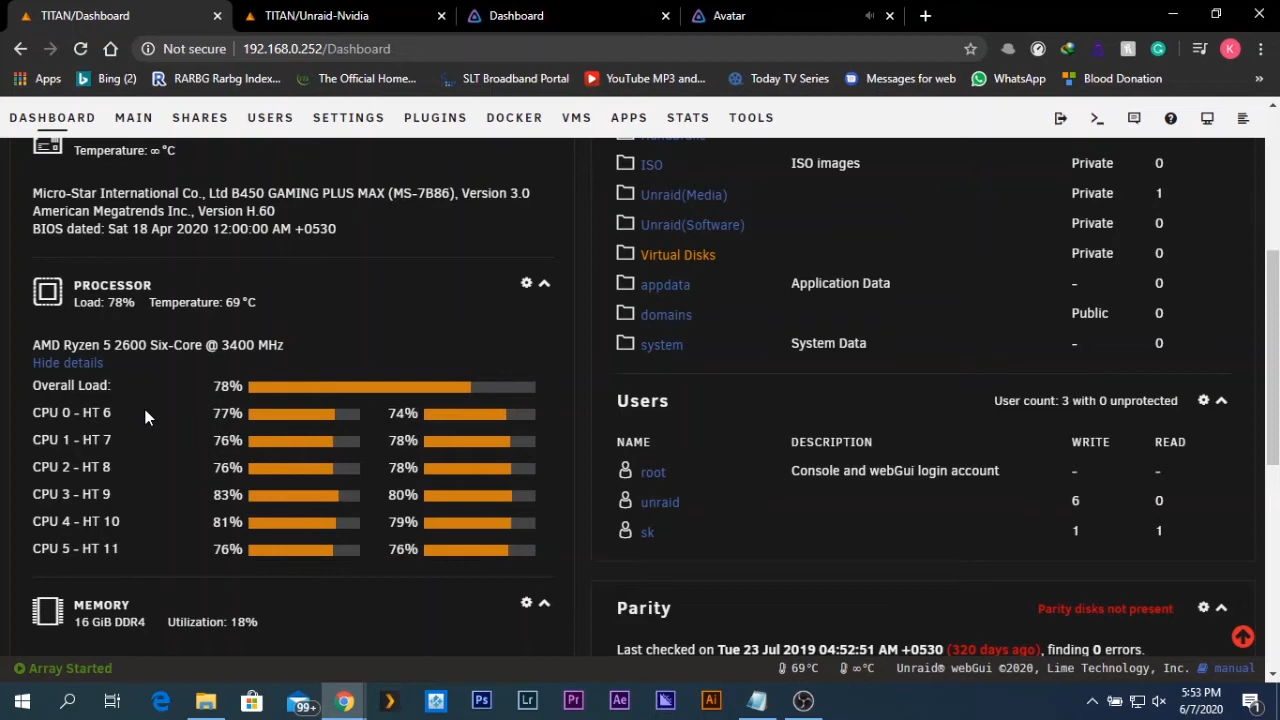 TITAN/Dashboard
TITAN/Unraid-Nvidia
Dashboard
Avatar
Not secure 192.168.0.252/Dashboard
K
Apps
Bing (2)
RARBG Rarbg Index...
The Official Home...
SLT Broadband Portal
YouTube MP3 and...
Today TV Series
Messages for web
WhatsApp
Blood Donation
DASHBOARD MAIN SHARES USERS SETTINGS PLUGINS DOCKER VMS APPS STATS TOOLS
Temperature: ∞ °C
Micro-Star International Co., Ltd B450 GAMING PLUS MAX (MS-7B86), Version 3.0
American Megatrends Inc., Version H.60
BIOS dated: Sat 18 Apr 2020 12:00:00 AM +0530
PROCESSOR
Load: 78% Temperature: 69 °C
AMD Ryzen 5 2600 Six-Core @ 3400 MHz
Hide details
Overall Load: 78%
CPU 0 - HT 6 77% 74%
CPU 1 - HT 7 76% 78%
CPU 2 - HT 8 76% 78%
CPU 3 - HT 9 83% 80%
CPU 4 - HT 10 81% 79%
CPU 5 - HT 11 76% 76%
MEMORY
16 GiB DDR4 Utilization: 18%
ISO ISO images Private 0
Unraid(Media) Private 1
Unraid(Software) Private 0
Virtual Disks Private 0
appdata Application Data - 0
domains Public 0
system System Data - 0
Users User count: 3 with 0 unprotected
NAME DESCRIPTION WRITE READ
root Console and webGui login account - -
unraid 6 0
sk 1 1
Parity Parity disks not present
Last checked on Tue 23 Jul 2019 04:52:51 AM +0530 (320 days ago), finding 0 errors.
Array Started 69°C ∞°C Unraid® webGui ©2020, Lime Technology, Inc. manual
99+
Ps
Lr
Pr
Ae
Ai
5:53 PM
6/7/2020
1